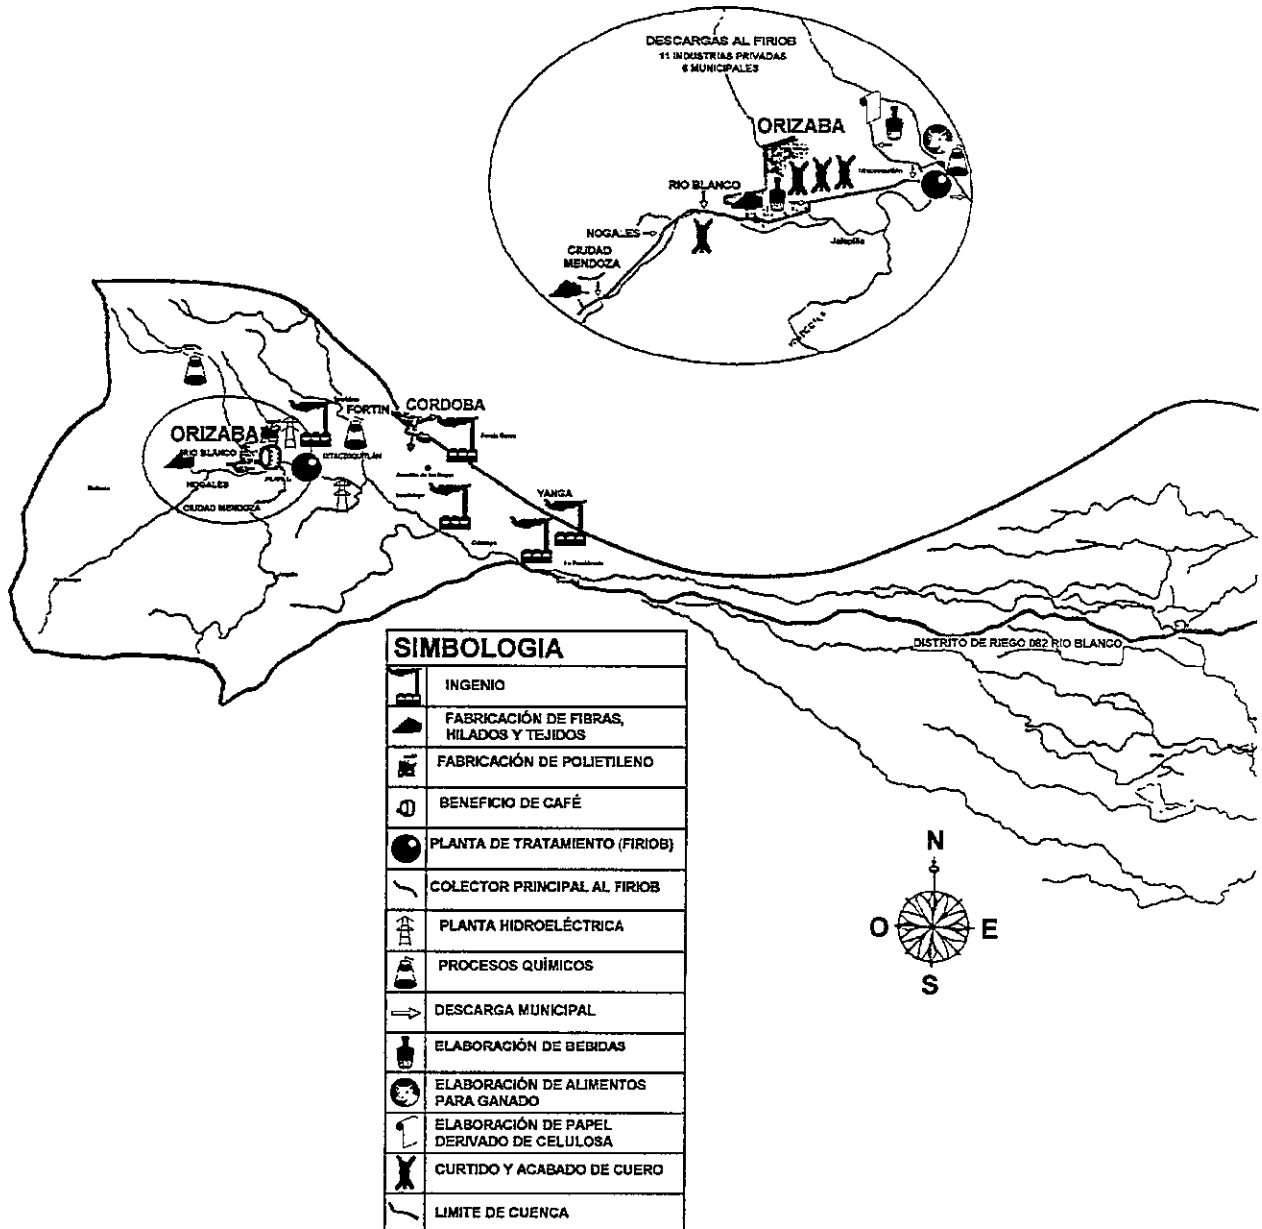 DESCARGAS AL FIRIOB
11 INDUSTRIAS PRIVADAS
6 MUNICIPALES
ORIZABA
RIO BLANCO
NOGALES
CIUDAD
MENDOZA
Jalapilla
FORTIN
CORDOBA
ORIZABA
RIO BLANCO
IXTACZOQUITLÁN
NOGALES
CIUDAD MENDOZA
YANGA
DISTRITO DE RIEGO 082 RIO BLANCO
SIMBOLOGIA
INGENIO
FABRICACIÓN DE FIBRAS,
HILADOS Y TEJIDOS
FABRICACIÓN DE POLIETILENO
BENEFICIO DE CAFÉ
PLANTA DE TRATAMIENTO (FIRIOB)
COLECTOR PRINCIPAL AL FIRIOB
PLANTA HIDROELÉCTRICA
PROCESOS QUÍMICOS
DESCARGA MUNICIPAL
ELABORACIÓN DE BEBIDAS
ELABORACIÓN DE ALIMENTOS
PARA GANADO
ELABORACIÓN DE PAPEL
DERIVADO DE CELULOSA
CURTIDO Y ACABADO DE CUERO
LIMITE DE CUENCA
N
O
E
S